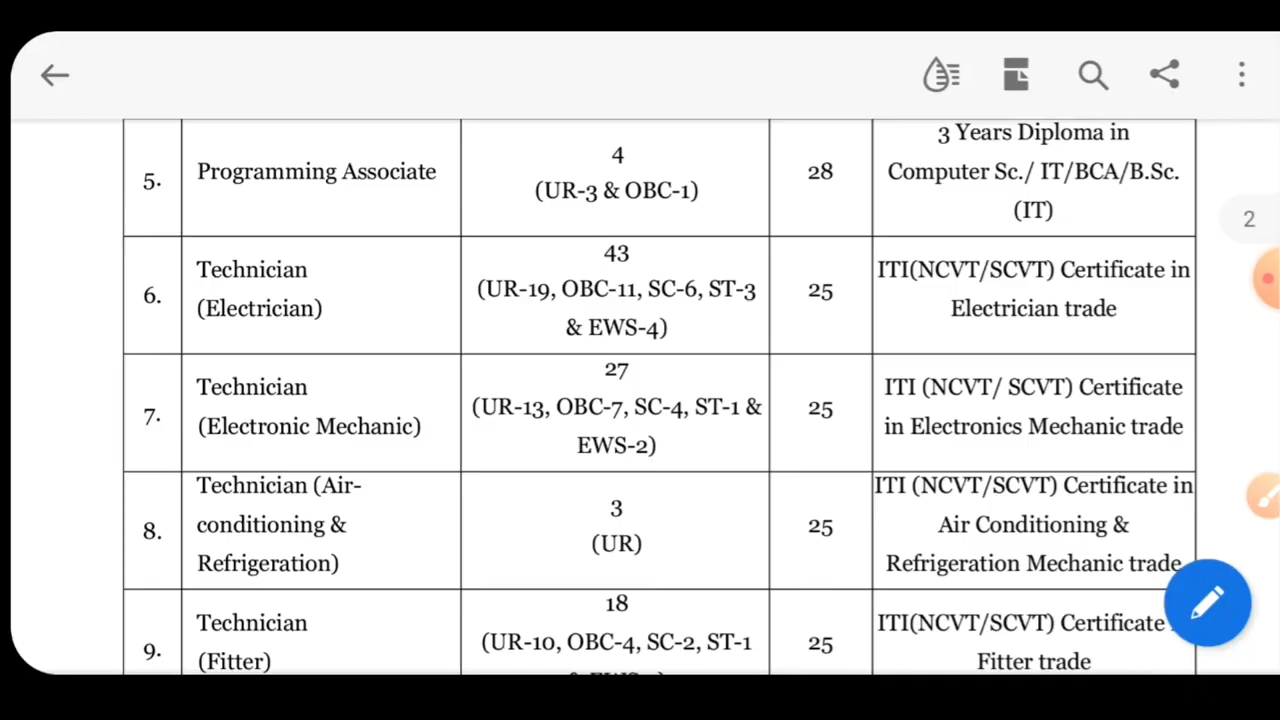 2
5.
Programming Associate
4
(UR-3 & OBC-1)
28
3 Years Diploma in
Computer Sc./ IT/BCA/B.Sc.
(IT)
6.
Technician
(Electrician)
43
(UR-19, OBC-11, SC-6, ST-3
& EWS-4)
25
ITI(NCVT/SCVT) Certificate in
Electrician trade
7.
Technician
(Electronic Mechanic)
27
(UR-13, OBC-7, SC-4, ST-1 &
EWS-2)
25
ITI (NCVT/ SCVT) Certificate
in Electronics Mechanic trade
8.
Technician (Air-
conditioning &
Refrigeration)
3
(UR)
25
ITI (NCVT/SCVT) Certificate in
Air Conditioning &
Refrigeration Mechanic trade
9.
Technician
(Fitter)
18
(UR-10, OBC-4, SC-2, ST-1
25
ITI(NCVT/SCVT) Certificate
Fitter trade